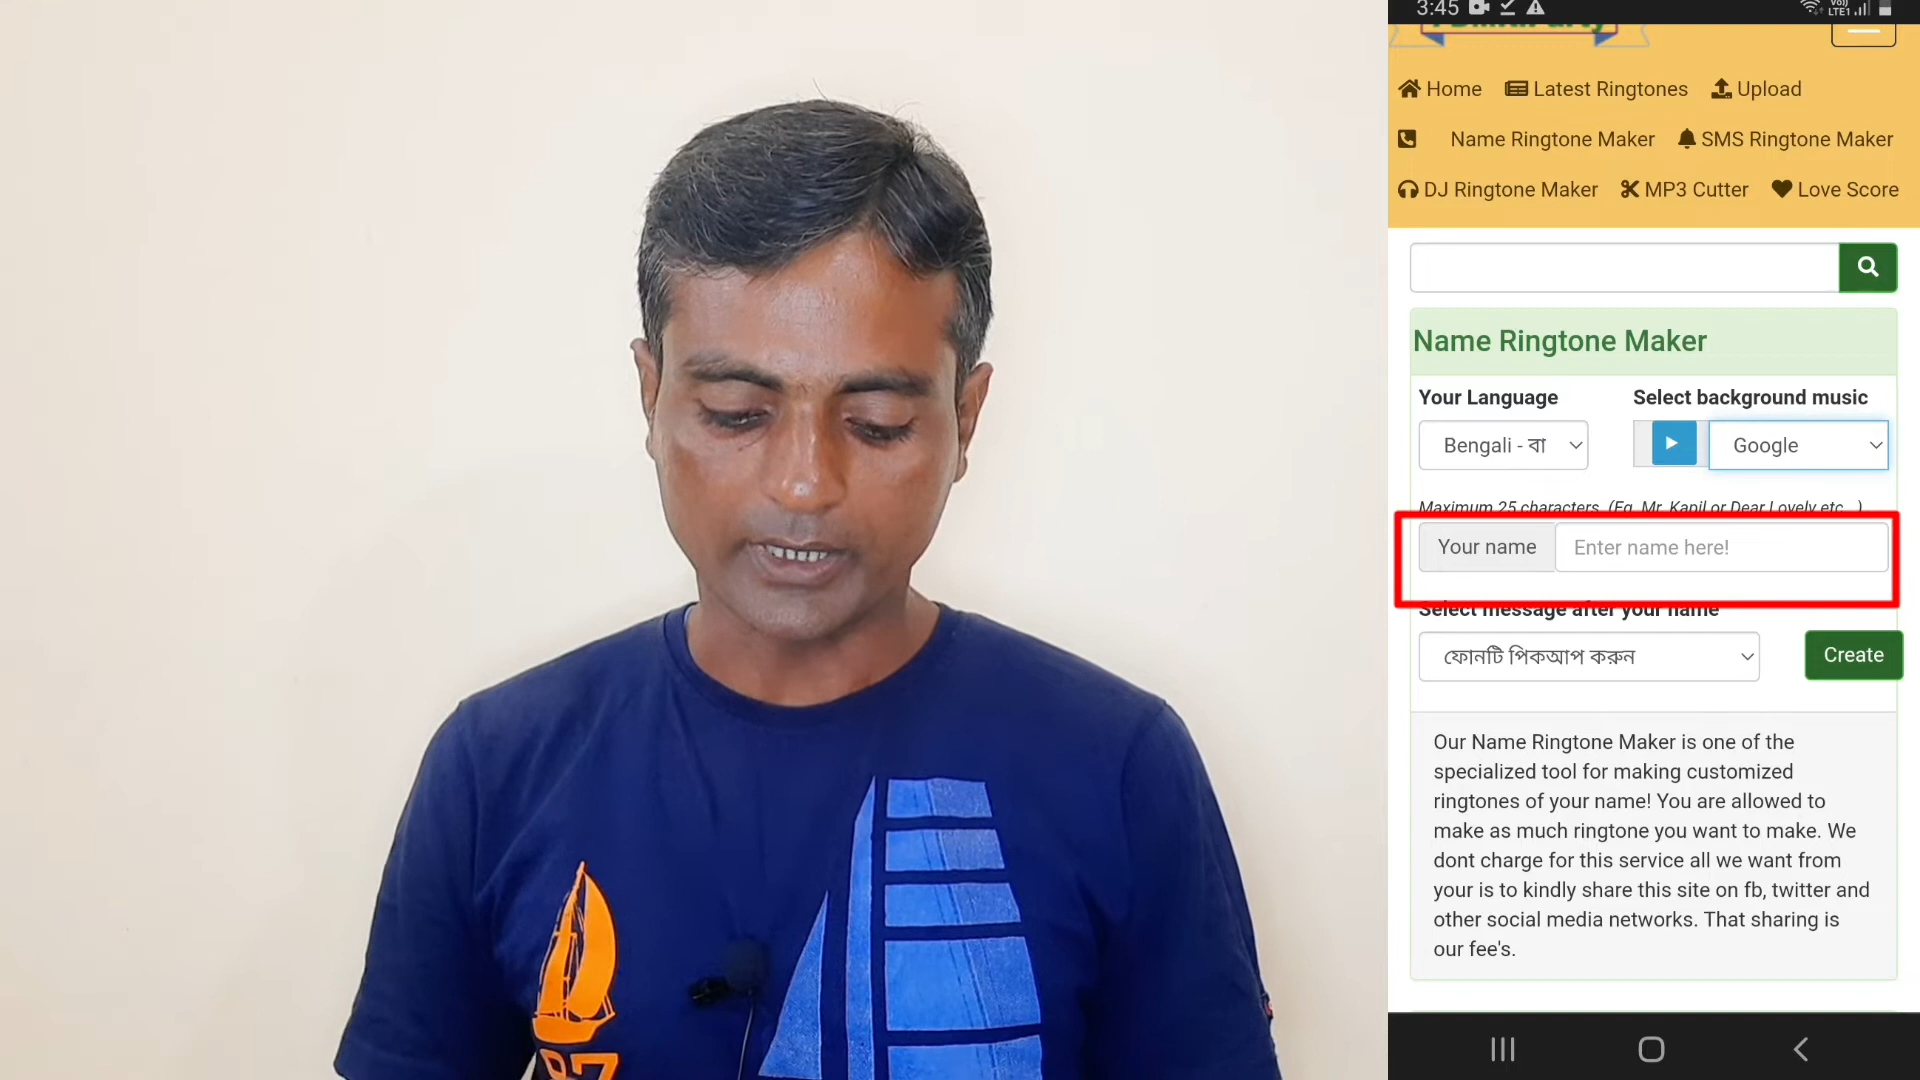 3:45
LTE1
Home Latest Ringtones Upload
Name Ringtone Maker SMS Ringtone Maker
DJ Ringtone Maker MP3 Cutter Love Score
Name Ringtone Maker
Your Language Select background music
Bengali - বা Google
Maximum 25 characters. (Eg. Mr. Kapil or Dear Lovely etc...)
Your name Enter name here!
Select message after your name
ফোনটি পিকআপ করুন Create
Our Name Ringtone Maker is one of the
specialized tool for making customized
ringtones of your name! You are allowed to
make as much ringtone you want to make. We
dont charge for this service all we want from
your is to kindly share this site on fb, twitter and
other social media networks. That sharing is
our fee's.
97